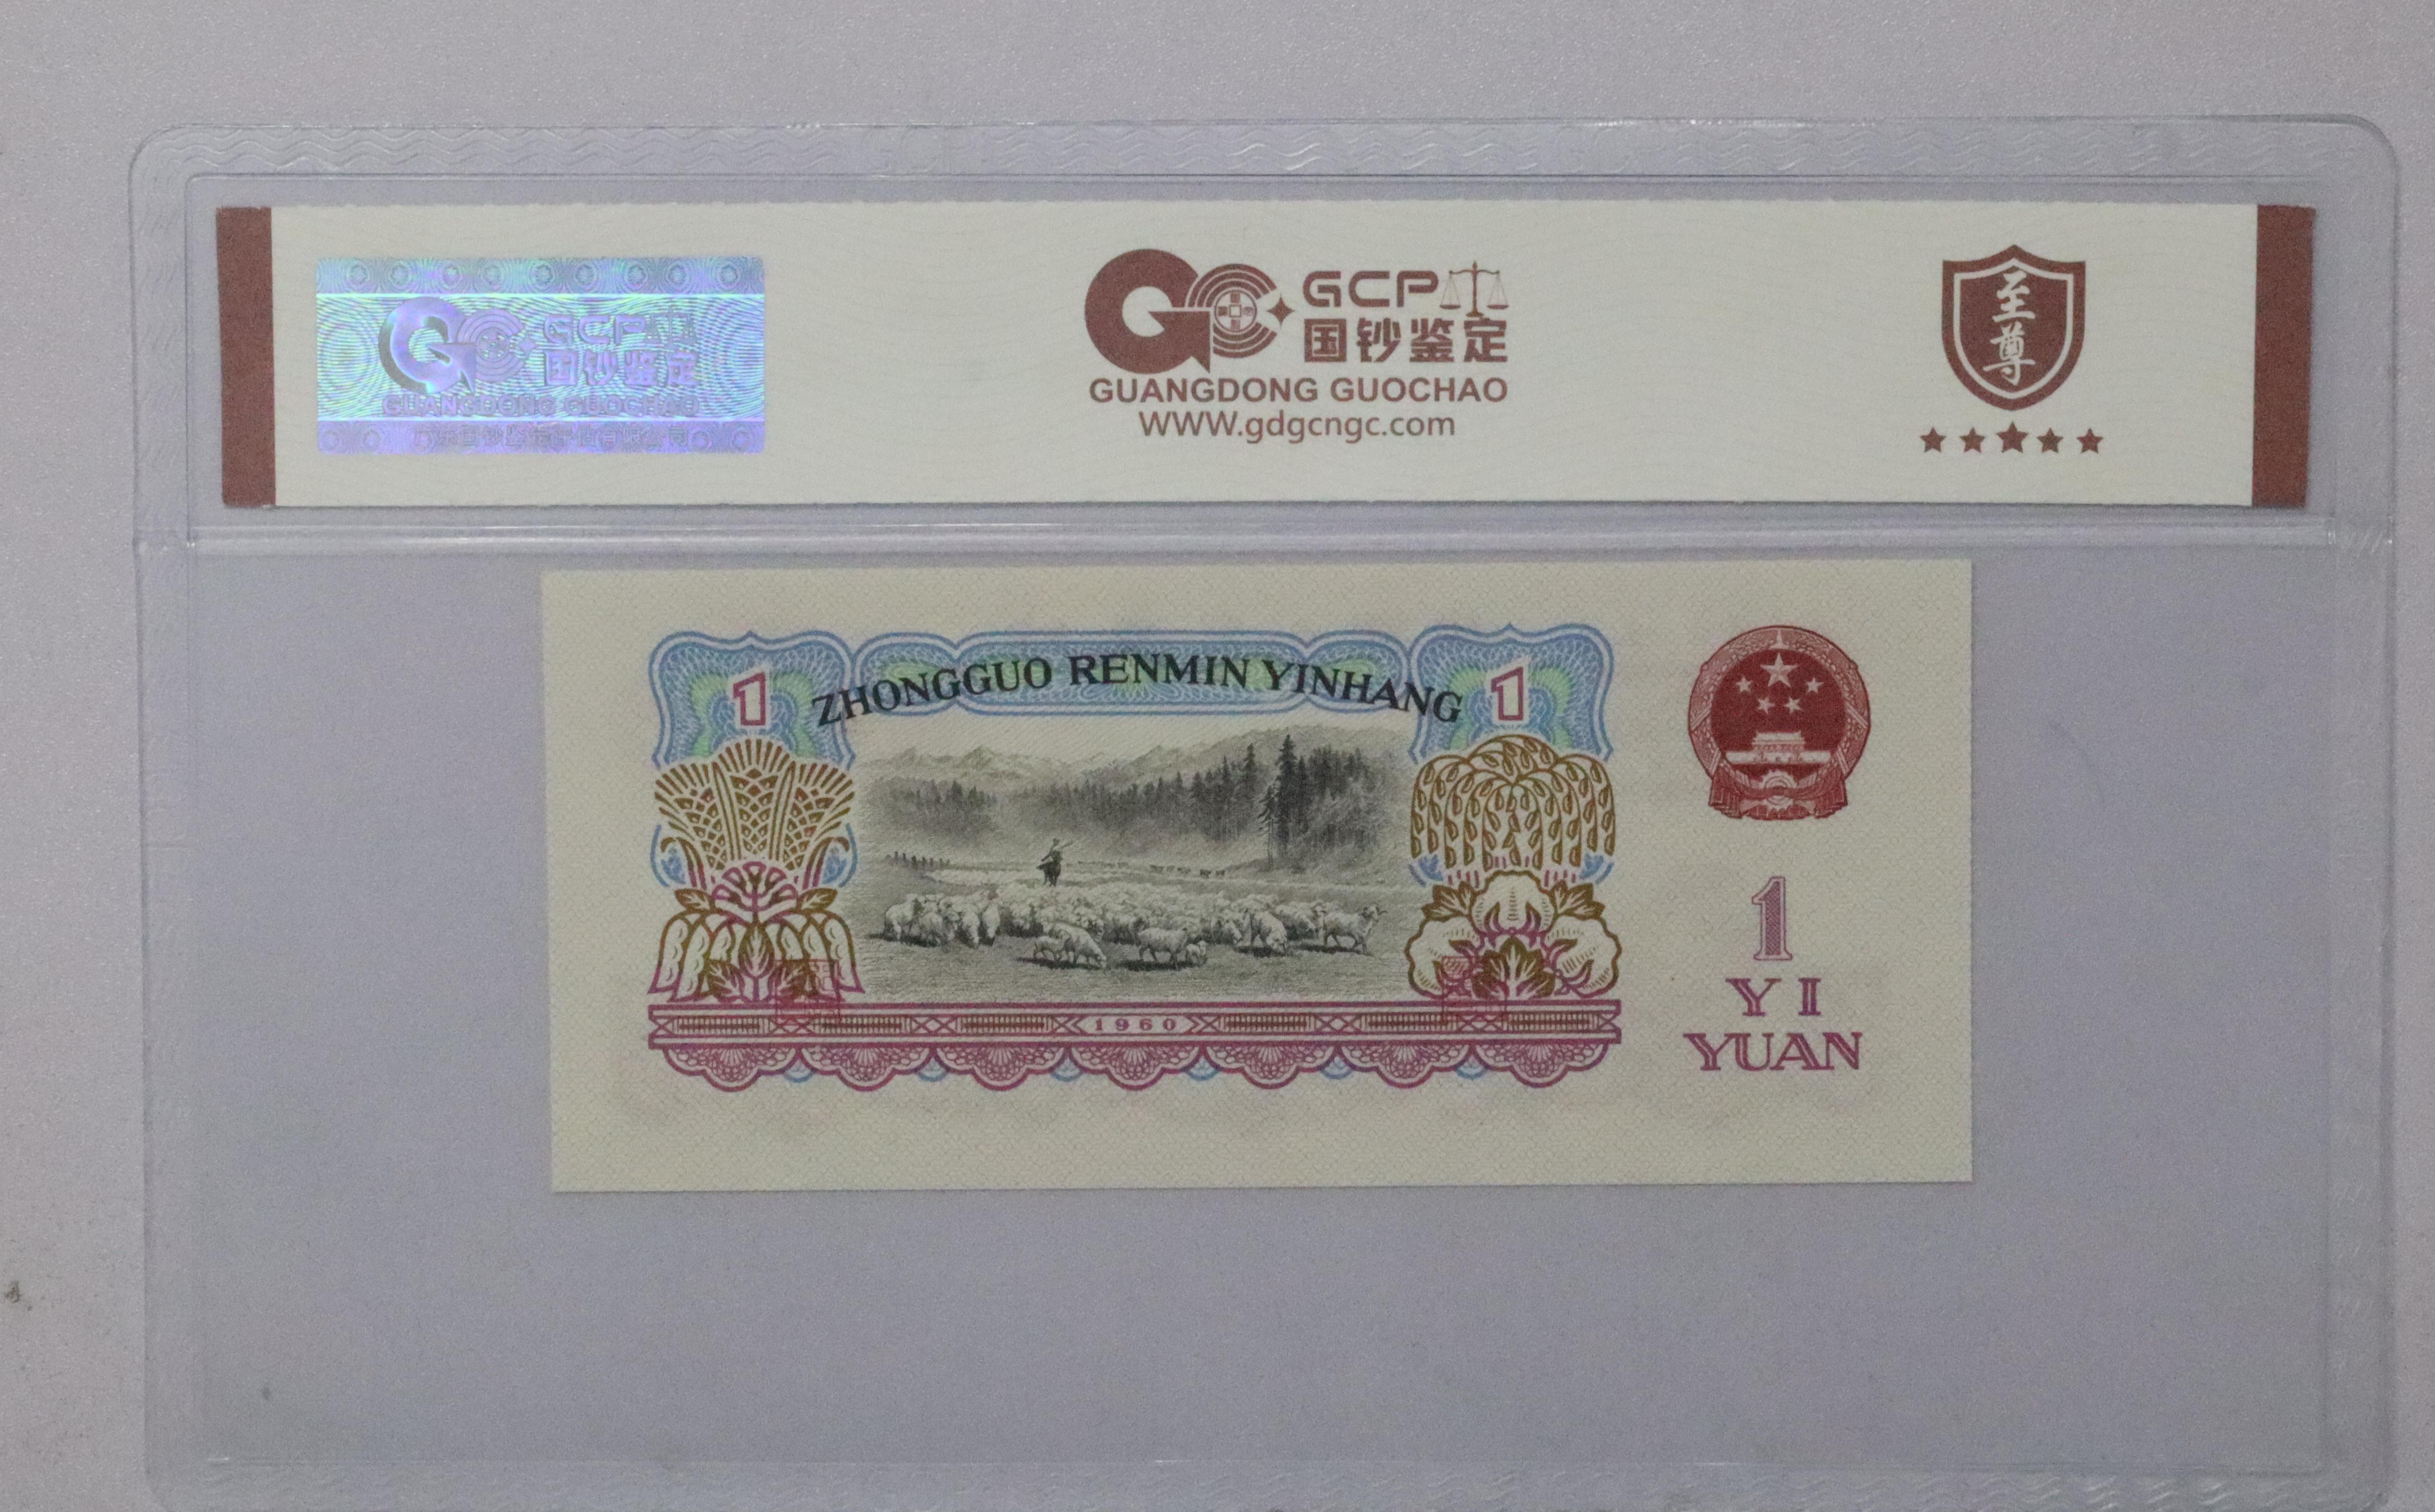 GCP
国钞鉴定
GUANGDONG GUOCHAO
GCP
国钞鉴定
GUANGDONG GUOCHAO
WWW.gdgcngc.com
至尊
ZHONGGUO RENMIN YINHANG
1
1
1
YI
YUAN
1960